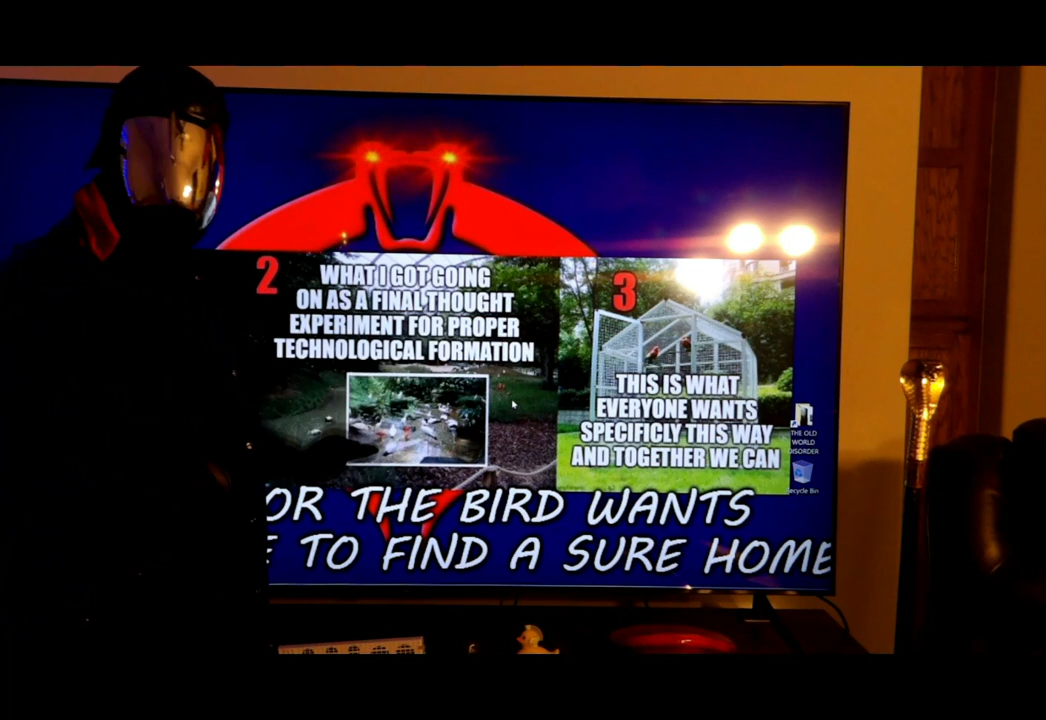 2
WHAT I GOT GOING
ON AS A FINAL THOUGHT
EXPERIMENT FOR PROPER
TECHNOLOGICAL FORMATION
3
THIS IS WHAT
EVERYONE WANTS
SPECIFICLY THIS WAY
AND TOGETHER WE CAN
THE OLD
WORLD
DISORDER
ecycle Bin
OR THE BIRD WANTS
E TO FIND A SURE HOME